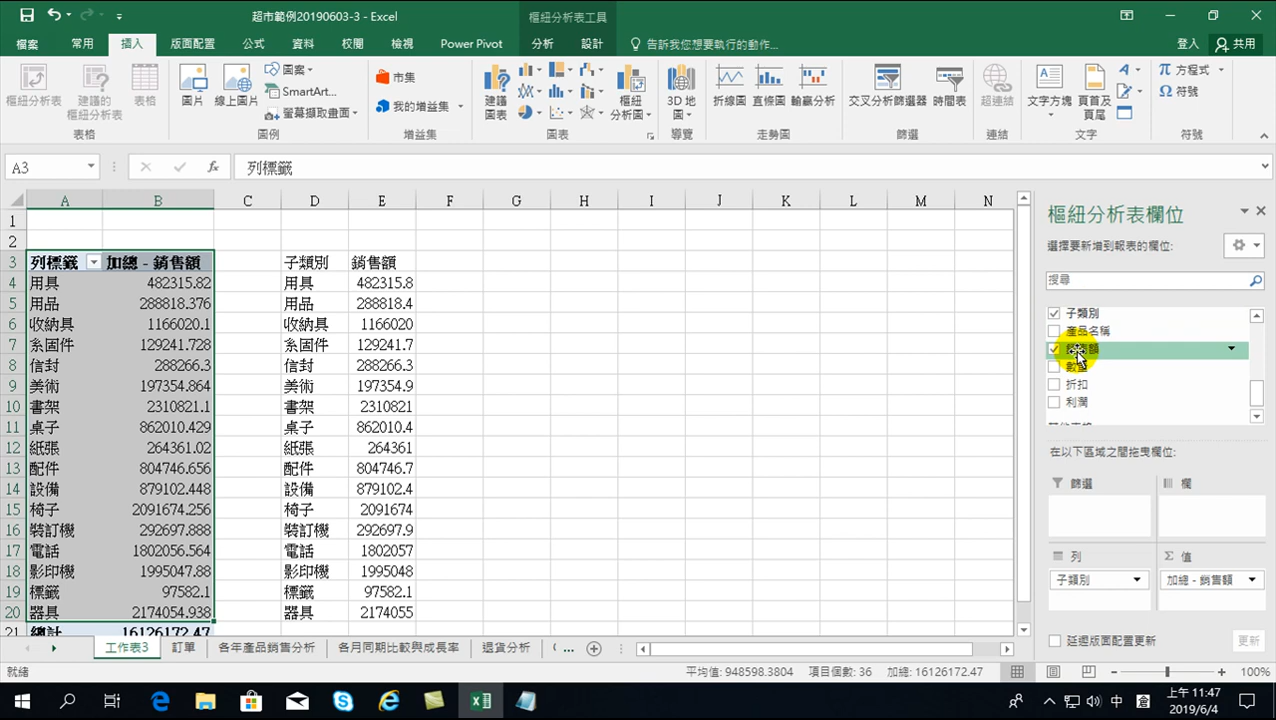 超市範例20190603-3 - Excel
樞紐分析表工具
檔案 常用 插入 版面配置 公式 資料 校閱 檢視 Power Pivot 分析 設計 告訴我您想要執行的動作... 登入 共用
樞紐分析表
建議的樞紐分析表
表格
圖片
線上圖片
圖案
SmartArt...
螢幕擷取畫面
市集
我的增益集
建議圖表
樞紐分析圖
3D 地圖
折線圖 直條圖 輸贏分析
交叉分析篩選器 時間表
超連結
文字方塊
頁首及頁尾
方程式
符號
表格 圖例 增益集 圖表 導覽 走勢圖 篩選 連結 文字 符號
A3 fx 列標籤
A B C D E F G H I J K L M N
1
2
3 列標籤 加總 - 銷售額 子類別 銷售額
4 用具 482315.82 用具 482315.8
5 用品 288818.376 用品 288818.4
6 收納具 1166020.1 收納具 1166020
7 系固件 129241.728 系固件 129241.7
8 信封 288266.3 信封 288266.3
9 美術 197354.864 美術 197354.9
10 書架 2310821.1 書架 2310821
11 桌子 862010.429 桌子 862010.4
12 紙張 264361.02 紙張 264361
13 配件 804746.656 配件 804746.7
14 設備 879102.448 設備 879102.4
15 椅子 2091674.256 椅子 2091674
16 裝訂機 292697.888 裝訂機 292697.9
17 電話 1802056.564 電話 1802057
18 影印機 1995047.88 影印機 1995048
19 標籤 97582.1 標籤 97582.1
20 器具 2174054.938 器具 2174055
21 總計 16126172.47
樞紐分析表欄位
選擇要新增到報表的欄位:
搜尋
子類別
產品名稱
銷售額
數量
折扣
利潤
在以下區域之間拖曳欄位:
篩選 欄
列 Σ 值
子類別 加總 - 銷售額
延遲版面配置更新 更新
工作表3 訂單 各年產品銷售分析 各月同期比較與成長率 退貨分析 ...
就緒 平均值: 948598.3804 項目個數: 36 加總: 16126172.47 100%
中 上午 11:47
2019/6/4